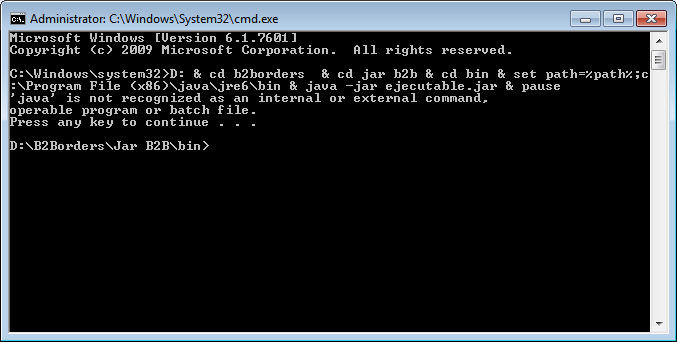 Administrator: C:\Windows\System32\cmd.exe
Microsoft Windows [Version 6.1.7601]
Copyright (c) 2009 Microsoft Corporation.  All rights reserved.
C:\Windows\system32>D: & cd b2borders  & cd jar b2b & cd bin & set path=%path%;c
:\Program File (x86)\java\jre6\bin & java -jar ejecutable.jar & pause
'java' is not recognized as an internal or external command,
operable program or batch file.
Press any key to continue . . .
D:\B2Borders\Jar B2B\bin>